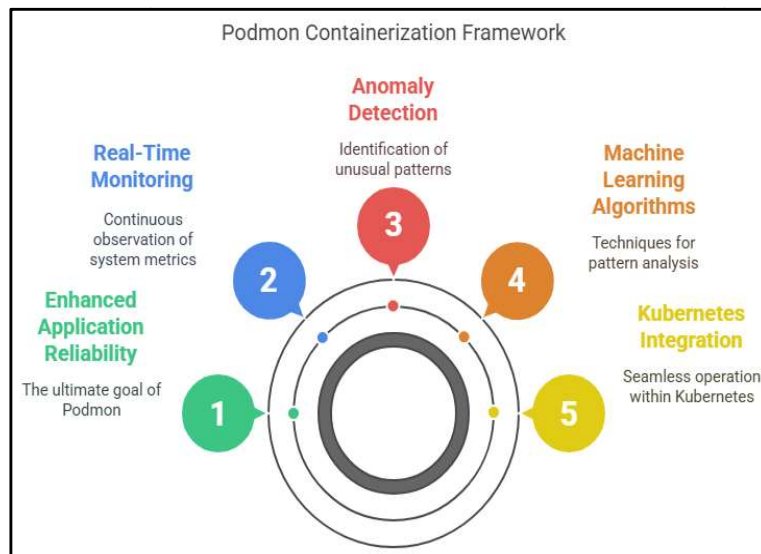 Podmon Containerization Framework
Enhanced
Application
Reliability
The ultimate goal of
Podmon
1
Real-Time
Monitoring
Continuous
observation of
system metrics
2
Anomaly
Detection
Identification of
unusual patterns
3
Machine
Learning
Algorithms
Techniques for
pattern analysis
4
Kubernetes
Integration
Seamless operation
within Kubernetes
5